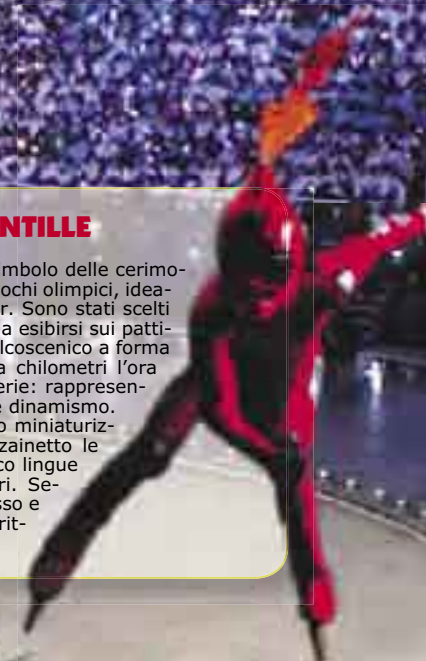 NTILLE
mbolo delle cerimo-
ochi olimpici, idea-
r. Sono stati scelti
a esibirsi sui patti-
lcoscenico a forma
a chilometri l'ora
erie: rappresen-
e dinamismo.
o miniaturiz-
zainetto le
co lingue
ri. Se-
sso e
rit-